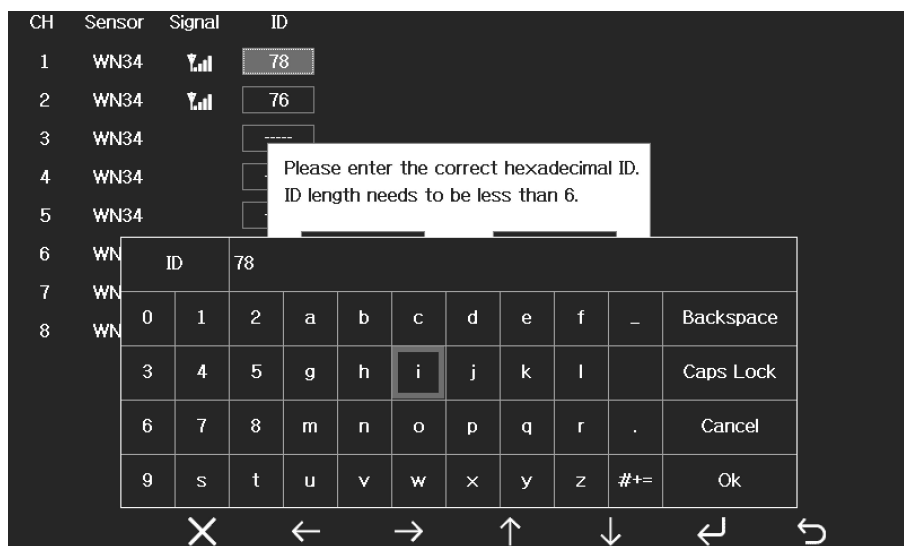 CH Sensor Signal ID
1 WN34 78
2 WN34 76
3 WN34 -----
4 WN34
5 WN34
6 WN
7 WN
8 WN
Please enter the correct hexadecimal ID.
ID length needs to be less than 6.
ID 78
0 1 2 a b c d e f _ Backspace
3 4 5 g h i j k l Caps Lock
6 7 8 m n o p q r . Cancel
9 s t u v w x y z #+= Ok